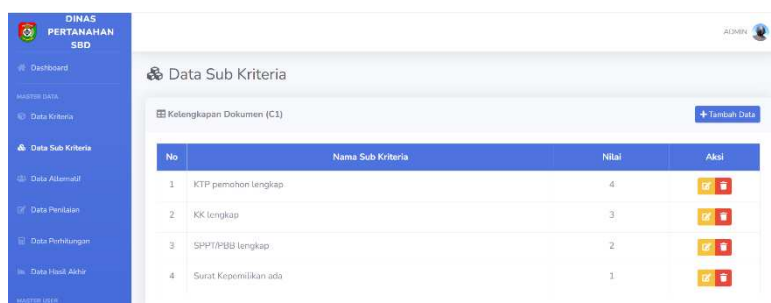 DINAS
PERTANAHAN
SBD
ADMIN
Dashboard
Data Sub Kriteria
MASTER DATA
Data Kriteria
Kelengkapan Dokumen (C1)
Tambah Data
Data Sub Kriteria
No Nama Sub Kriteria Nilai Aksi
Data Alternatif
1 KTP pemohon lengkap 4
Data Penilaian
2 KK lengkap 3
Data Perhitungan
3 SPPT/PBB lengkap 2
Data Hasil Akhir
4 Surat Kepemilikan ada 1
MASTER USER